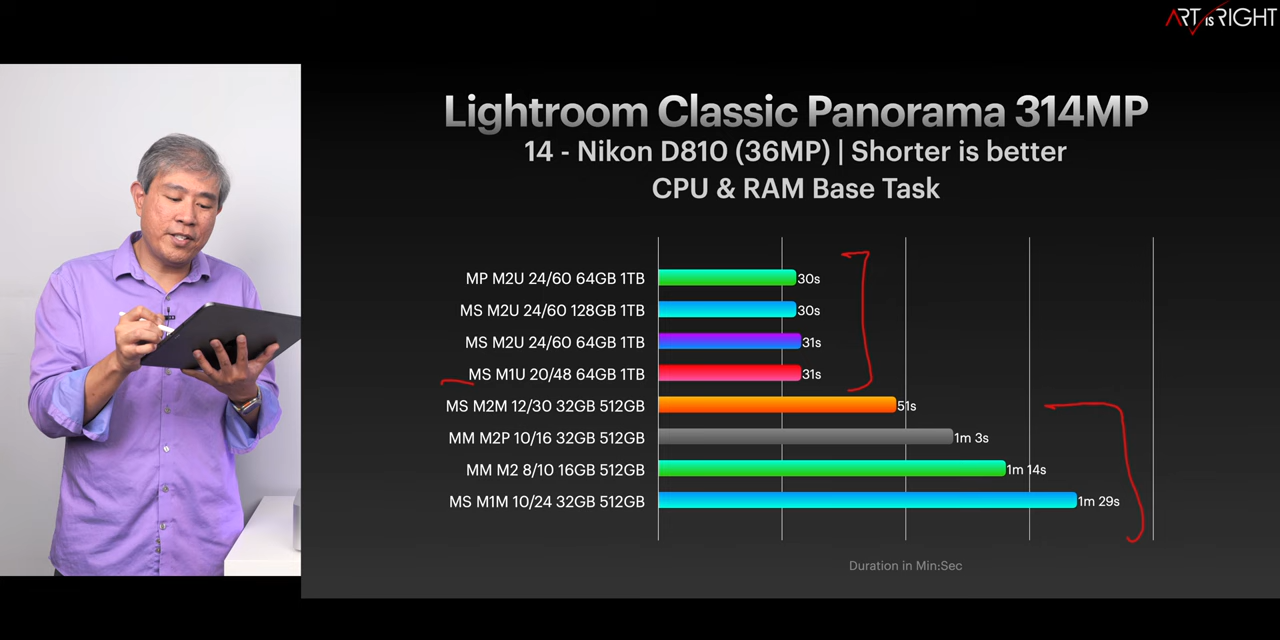 ART IS RIGHT
Lightroom Classic Panorama 314MP
14 - Nikon D810 (36MP) | Shorter is better
CPU & RAM Base Task
MP M2U 24/60 64GB 1TB 30s
MS M2U 24/60 128GB 1TB 30s
MS M2U 24/60 64GB 1TB 31s
MS M1U 20/48 64GB 1TB 31s
MS M2M 12/30 32GB 512GB 51s
MM M2P 10/16 32GB 512GB 1m 3s
MM M2 8/10 16GB 512GB 1m 14s
MS M1M 10/24 32GB 512GB 1m 29s
Duration in Min:Sec